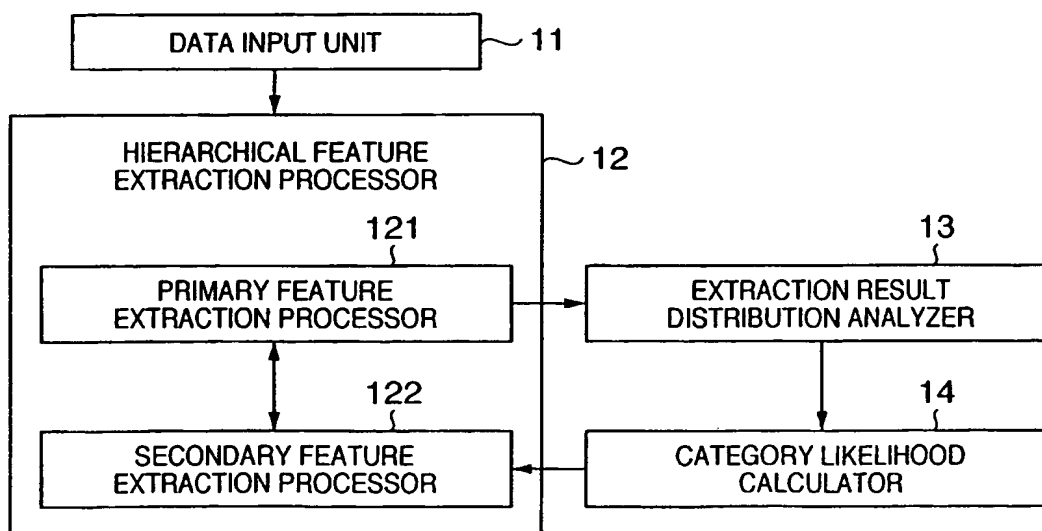 DATA INPUT UNIT
11
HIERARCHICAL FEATURE
EXTRACTION PROCESSOR
12
121
PRIMARY FEATURE
EXTRACTION PROCESSOR
13
EXTRACTION RESULT
DISTRIBUTION ANALYZER
122
SECONDARY FEATURE
EXTRACTION PROCESSOR
14
CATEGORY LIKELIHOOD
CALCULATOR